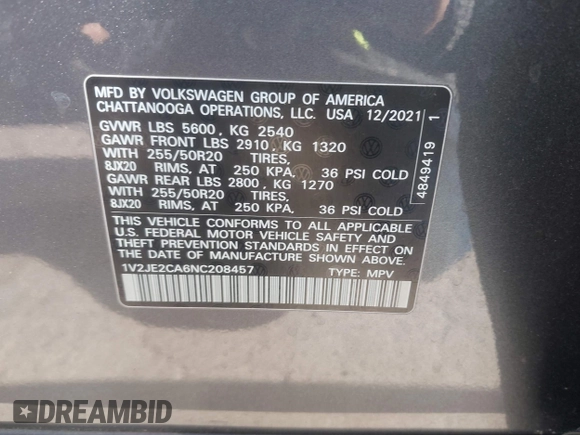 MFD BY VOLKSWAGEN GROUP OF AMERICA
CHATTANOOGA OPERATIONS, LLC. USA 12/2021
GVWR LBS 5600, KG 2540
GAWR FRONT LBS 2910, KG 1320
WITH 255/50R20 TIRES,
8JX20 RIMS, AT 250 KPA, 36 PSI COLD
GAWR REAR LBS 2800, KG 1270
WITH 255/50R20 TIRES,
8JX20 RIMS, AT 250 KPA, 36 PSI COLD
THIS VEHICLE CONFORMS TO ALL APPLICABLE
U.S. FEDERAL MOTOR VEHICLE SAFETY AND
THEFT PREVENTION STANDARDS IN EFFECT ON
THE DATE OF MANUFACTURE SHOWN ABOVE.
1V2JE2CA6NC208457 TYPE: MPV
4849419 1
DREAMBID